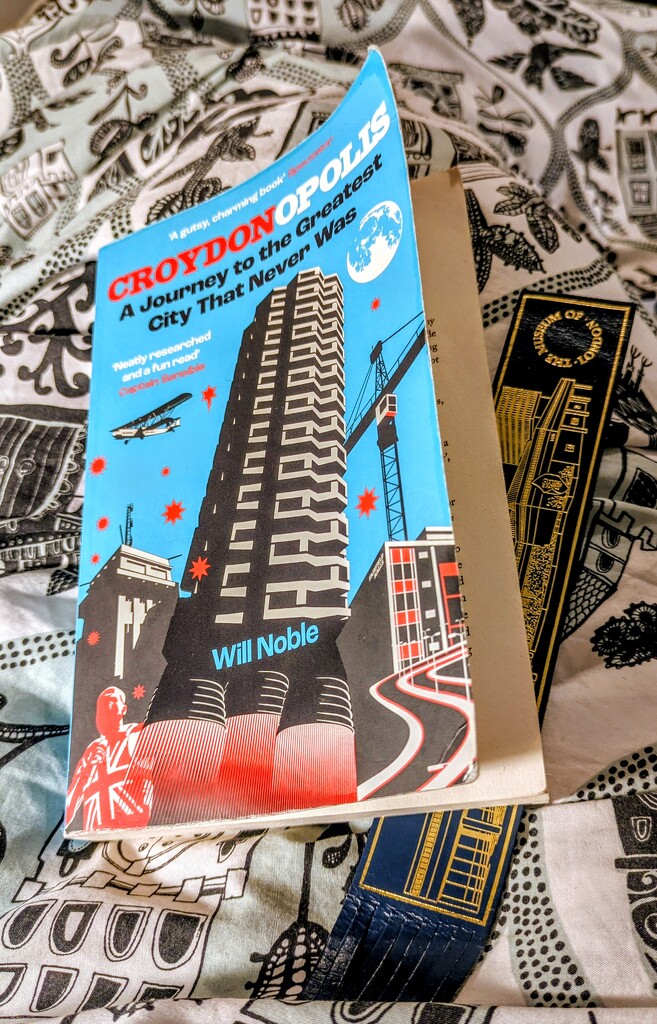 'A gutsy, charming book' Spectator
CROYDONOPOLIS
A Journey to the Greatest
City That Never Was
'Neatly researched
and a fun read'
Captain Sensible
Will Noble
THE MUSEUM OF LONDON